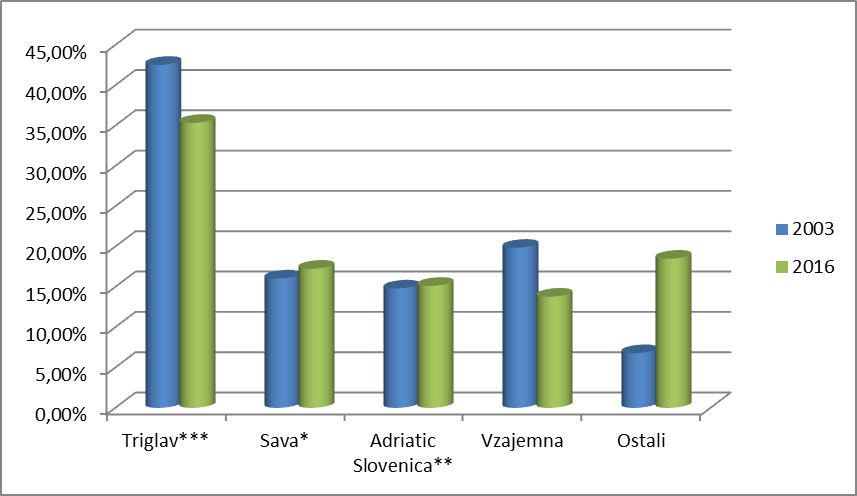 45,00%
40,00%
35,00%
30,00%
25,00%
20,00%
15,00%
10,00%
5,00%
0,00%
Triglav***
Sava*
Adriatic
Slovenica**
Vzajemna
Ostali
2003
2016